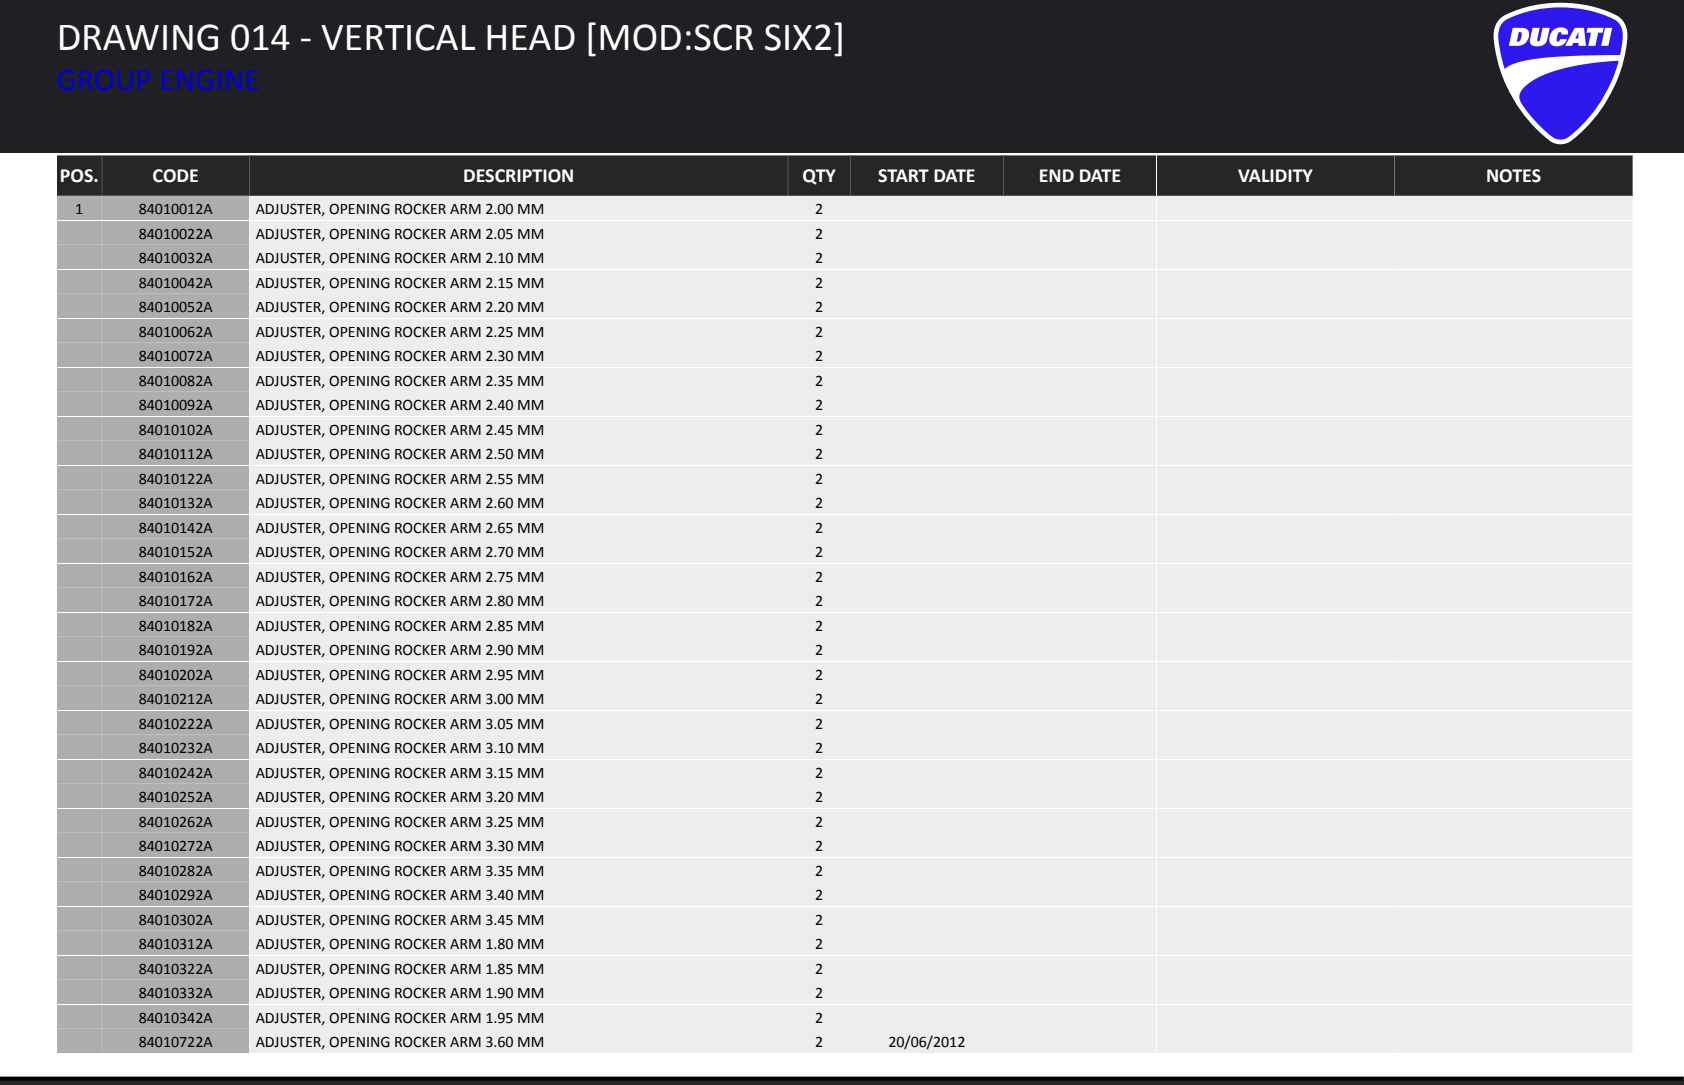 DRAWING 014 - VERTICAL HEAD [MOD:SCR SIX2]
GROUP ENGINE
DUCATI
POS. CODE DESCRIPTION QTY START DATE END DATE VALIDITY NOTES
1 84010012A ADJUSTER, OPENING ROCKER ARM 2.00 MM 2
84010022A ADJUSTER, OPENING ROCKER ARM 2.05 MM 2
84010032A ADJUSTER, OPENING ROCKER ARM 2.10 MM 2
84010042A ADJUSTER, OPENING ROCKER ARM 2.15 MM 2
84010052A ADJUSTER, OPENING ROCKER ARM 2.20 MM 2
84010062A ADJUSTER, OPENING ROCKER ARM 2.25 MM 2
84010072A ADJUSTER, OPENING ROCKER ARM 2.30 MM 2
84010082A ADJUSTER, OPENING ROCKER ARM 2.35 MM 2
84010092A ADJUSTER, OPENING ROCKER ARM 2.40 MM 2
84010102A ADJUSTER, OPENING ROCKER ARM 2.45 MM 2
84010112A ADJUSTER, OPENING ROCKER ARM 2.50 MM 2
84010122A ADJUSTER, OPENING ROCKER ARM 2.55 MM 2
84010132A ADJUSTER, OPENING ROCKER ARM 2.60 MM 2
84010142A ADJUSTER, OPENING ROCKER ARM 2.65 MM 2
84010152A ADJUSTER, OPENING ROCKER ARM 2.70 MM 2
84010162A ADJUSTER, OPENING ROCKER ARM 2.75 MM 2
84010172A ADJUSTER, OPENING ROCKER ARM 2.80 MM 2
84010182A ADJUSTER, OPENING ROCKER ARM 2.85 MM 2
84010192A ADJUSTER, OPENING ROCKER ARM 2.90 MM 2
84010202A ADJUSTER, OPENING ROCKER ARM 2.95 MM 2
84010212A ADJUSTER, OPENING ROCKER ARM 3.00 MM 2
84010222A ADJUSTER, OPENING ROCKER ARM 3.05 MM 2
84010232A ADJUSTER, OPENING ROCKER ARM 3.10 MM 2
84010242A ADJUSTER, OPENING ROCKER ARM 3.15 MM 2
84010252A ADJUSTER, OPENING ROCKER ARM 3.20 MM 2
84010262A ADJUSTER, OPENING ROCKER ARM 3.25 MM 2
84010272A ADJUSTER, OPENING ROCKER ARM 3.30 MM 2
84010282A ADJUSTER, OPENING ROCKER ARM 3.35 MM 2
84010292A ADJUSTER, OPENING ROCKER ARM 3.40 MM 2
84010302A ADJUSTER, OPENING ROCKER ARM 3.45 MM 2
84010312A ADJUSTER, OPENING ROCKER ARM 1.80 MM 2
84010322A ADJUSTER, OPENING ROCKER ARM 1.85 MM 2
84010332A ADJUSTER, OPENING ROCKER ARM 1.90 MM 2
84010342A ADJUSTER, OPENING ROCKER ARM 1.95 MM 2
84010722A ADJUSTER, OPENING ROCKER ARM 3.60 MM 2 20/06/2012